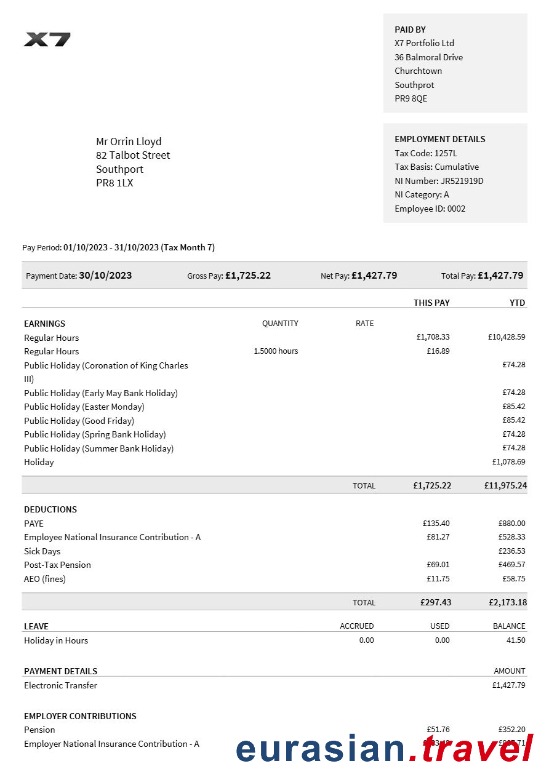 X7
PAID BY
X7 Portfolio Ltd
36 Balmoral Drive
Churchtown
Southprot
PR9 8QE
Mr Orrin Lloyd
82 Talbot Street
Southport
PR8 1LX
EMPLOYMENT DETAILS
Tax Code: 1257L
Tax Basis: Cumulative
NI Number: JR521919D
NI Category: A
Employee ID: 0002
Pay Period: 01/10/2023 - 31/10/2023 (Tax Month 7)
Payment Date: 30/10/2023 Gross Pay: £1,725.22 Net Pay: £1,427.79 Total Pay: £1,427.79
THIS PAY YTD
EARNINGS QUANTITY RATE
Regular Hours £1,708.33 £10,428.59
Regular Hours 1.5000 hours £16.89
Public Holiday (Coronation of King Charles £74.28
III)
Public Holiday (Early May Bank Holiday) £74.28
Public Holiday (Easter Monday) £85.42
Public Holiday (Good Friday) £85.42
Public Holiday (Spring Bank Holiday) £74.28
Public Holiday (Summer Bank Holiday) £74.28
Holiday £1,078.69
TOTAL £1,725.22 £11,975.24
DEDUCTIONS
PAYE £135.40 £880.00
Employee National Insurance Contribution - A £81.27 £528.33
Sick Days £236.53
Post-Tax Pension £69.01 £469.57
AEO (fines) £11.75 £58.75
TOTAL £297.43 £2,173.18
LEAVE ACCRUED USED BALANCE
Holiday in Hours 0.00 0.00 41.50
PAYMENT DETAILS AMOUNT
Electronic Transfer £1,427.79
EMPLOYER CONTRIBUTIONS
Pension £51.76 £352.20
Employer National Insurance Contribution - A
eurasian.travel